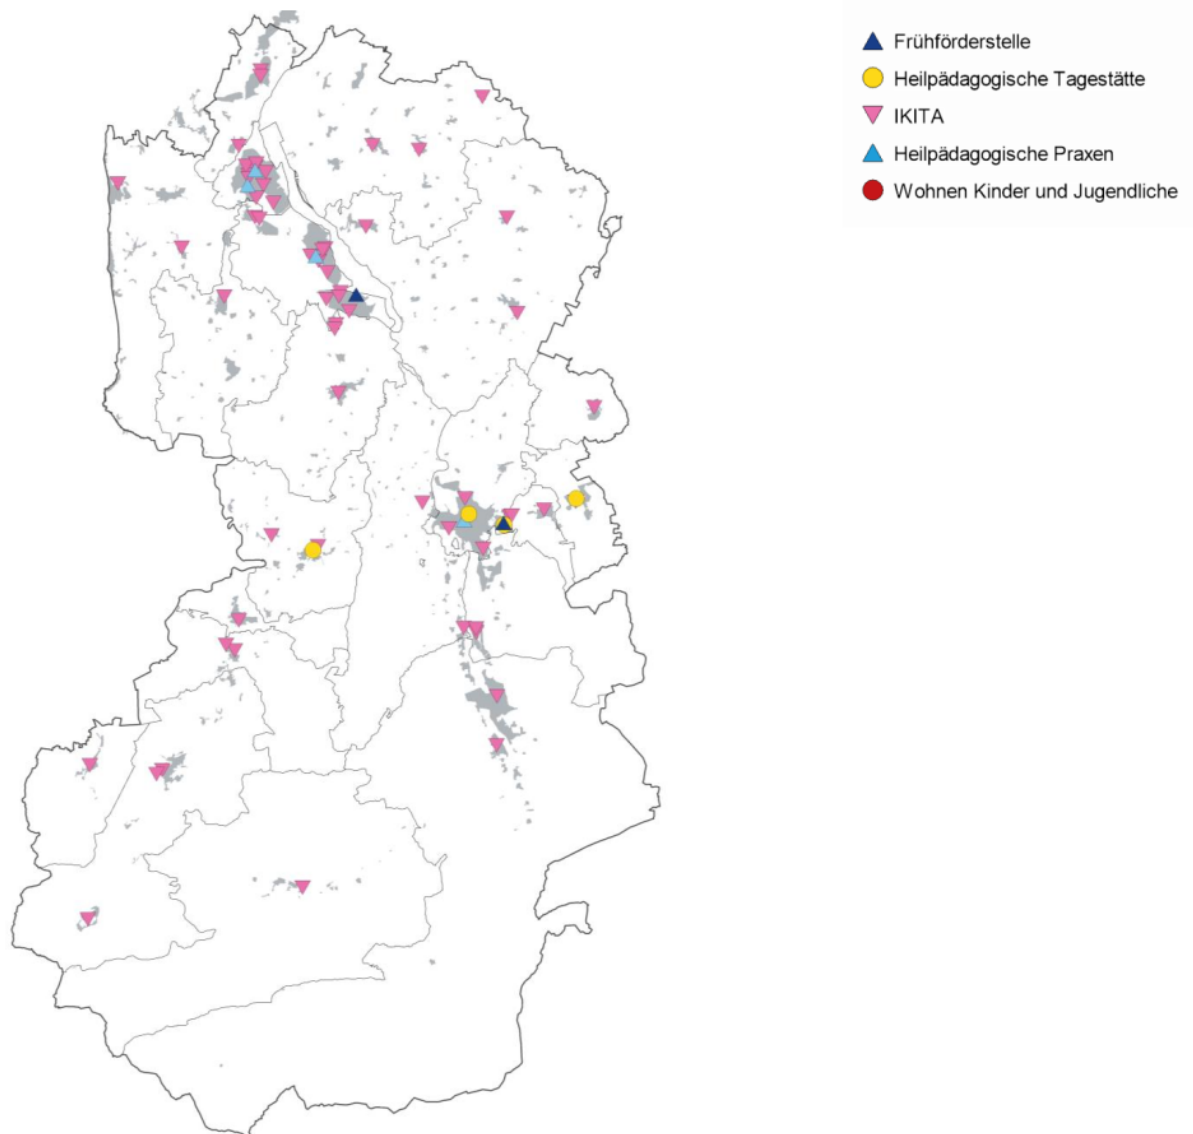 Frühförderstelle
Heilpädagogische Tagestätte
IKITA
Heilpädagogische Praxen
Wohnen Kinder und Jugendliche